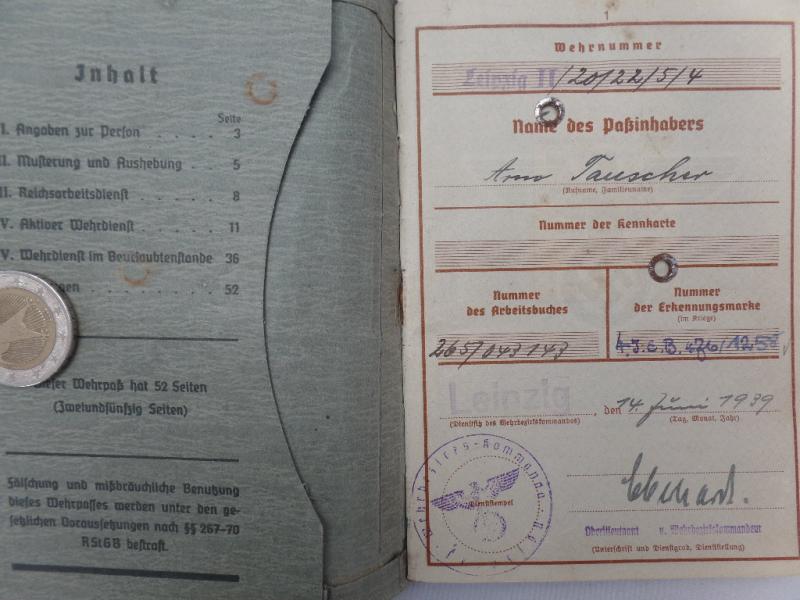 Inhalt
Seite
I. Angaben zur Person . . . . 3
II. Musterung und Aushebung . 5
II. Reichsarbeitsdienst . . . . 8
V. Aktiver Wehrdienst . . . . 11
V. Wehrdienst im Beurlaubtenstande 36
gen . . . . 52
ieser Wehrpaß hat 52 Seiten
(Zweiundfünfzig Seiten)
Fälschung und mißbräuchliche Benutzung
dieses Wehrpasses werden unter den ge-
setzlichen Voraussetzungen nach §§ 267-70
RStGB bestraft.
1
Wehrnummer
Leipzig II/20/22/5/4
Name des Paßinhabers
Arno Tauscher
(Rufname, Familienname)
Nummer der Kennkarte
Nummer
des Arbeitsbuches
265/043143
Nummer
der Erkennungsmarke
(im Kriege)
Leipzig, den 14. Juni 1939
(Dienstsitz des Wehrbezirkskommandos) (Tag, Monat, Jahr)
Dienststempel
Eberhardt.
Oberstleutnant u. Wehrbezirkskommandeur
(Unterschrift und Dienstgrad, Dienststellung)